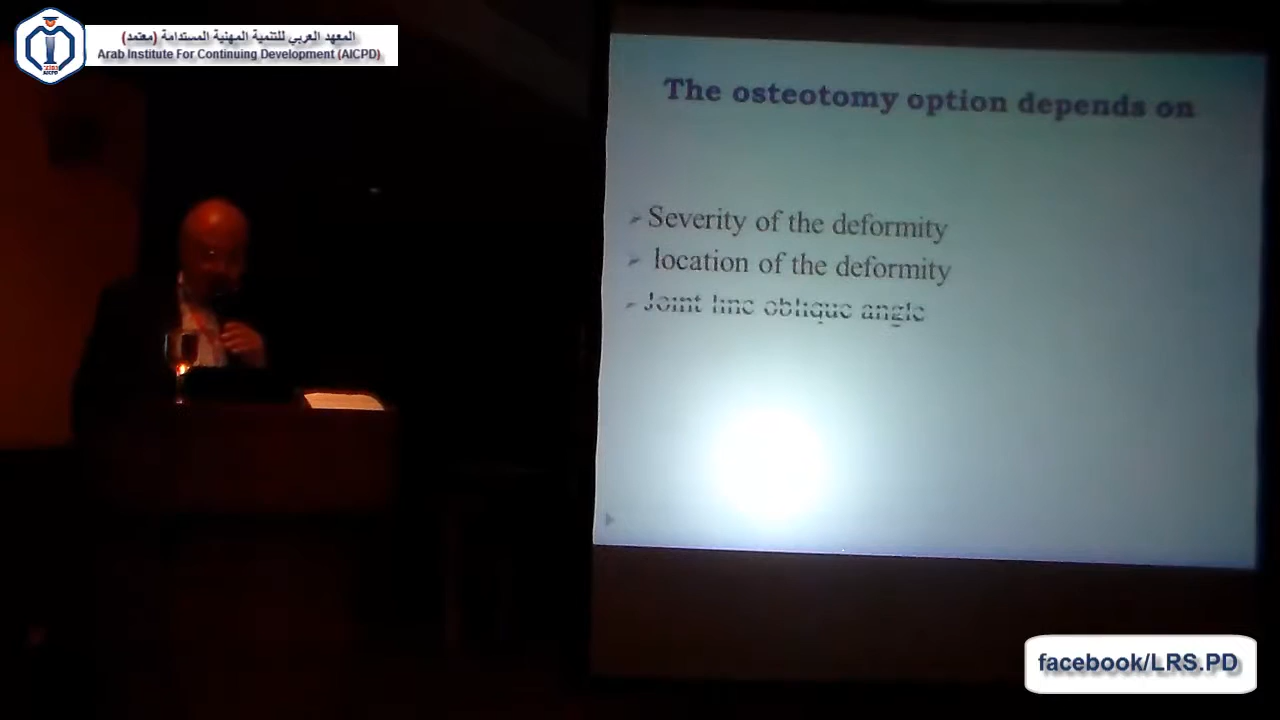 المعهد العربي للتنمية المهنية المستدامة (معتمد)
Arab Institute For Continuing Development (AICPD)
AICPD
The osteotomy option depends on
Severity of the deformity
location of the deformity
Joint line oblique angle
facebook/LRS.PD